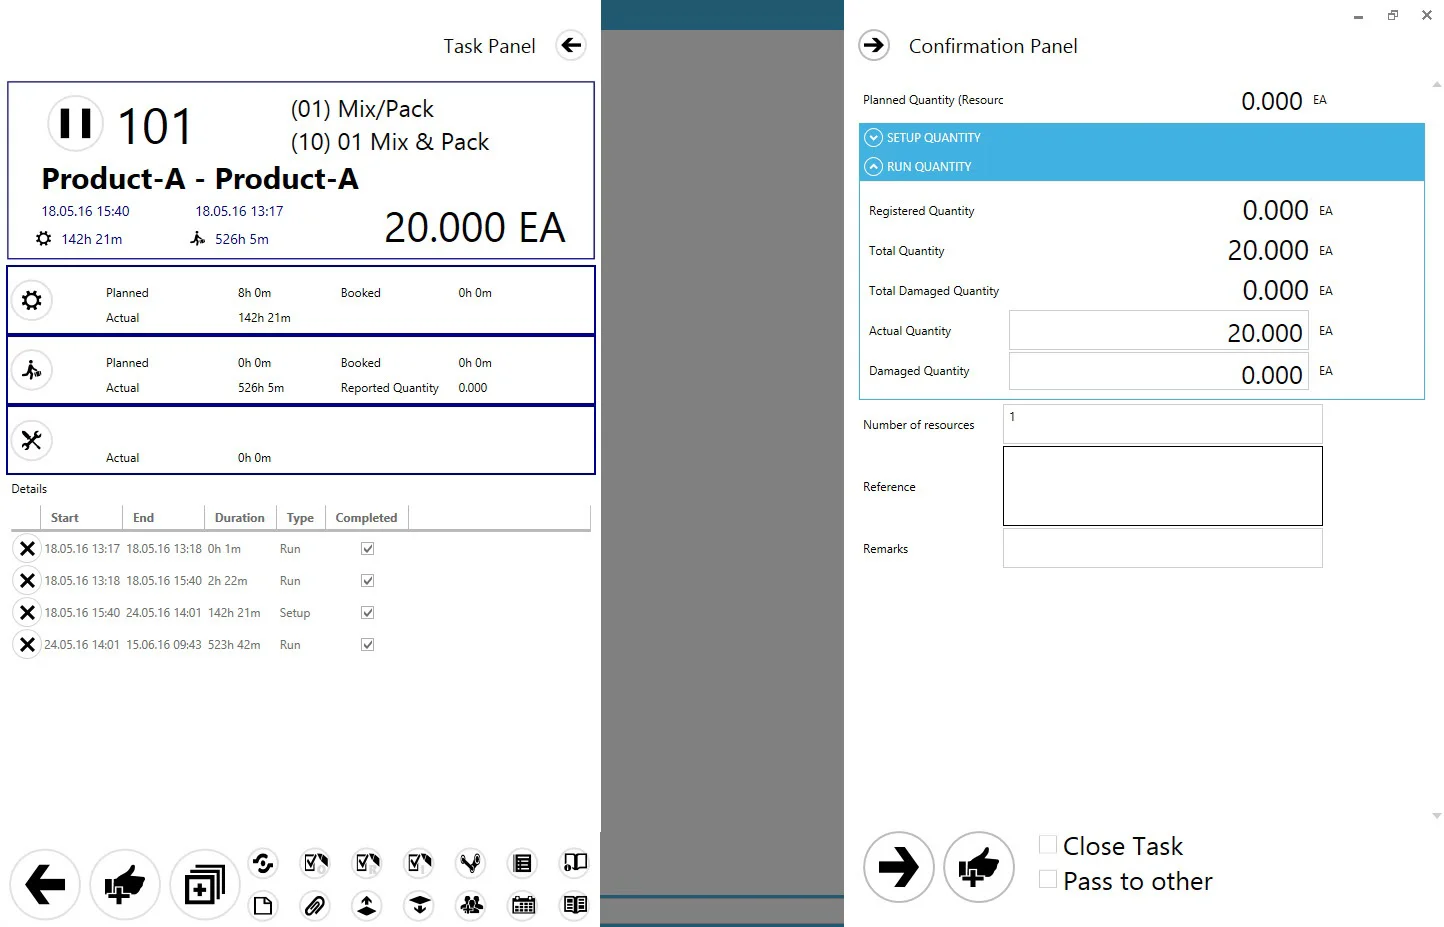 Task Panel
101
(01) Mix/Pack
(10) 01 Mix & Pack
Product-A - Product-A
18.05.16 15:40 18.05.16 13:17
142h 21m 526h 5m
20.000 EA
Planned 8h 0m Booked 0h 0m
Actual 142h 21m
Planned 0h 0m Booked 0h 0m
Actual 526h 5m Reported Quantity 0.000
Actual 0h 0m
Details
Start End Duration Type Completed
18.05.16 13:17 18.05.16 13:18 0h 1m Run
18.05.16 13:18 18.05.16 15:40 2h 22m Run
18.05.16 15:40 24.05.16 14:01 142h 21m Setup
24.05.16 14:01 15.06.16 09:43 523h 42m Run
Confirmation Panel
Planned Quantity (Resourc 0.000 EA
SETUP QUANTITY
RUN QUANTITY
Registered Quantity 0.000 EA
Total Quantity 20.000 EA
Total Damaged Quantity 0.000 EA
Actual Quantity 20.000 EA
Damaged Quantity 0.000 EA
Number of resources 1
Reference
Remarks
Close Task
Pass to other